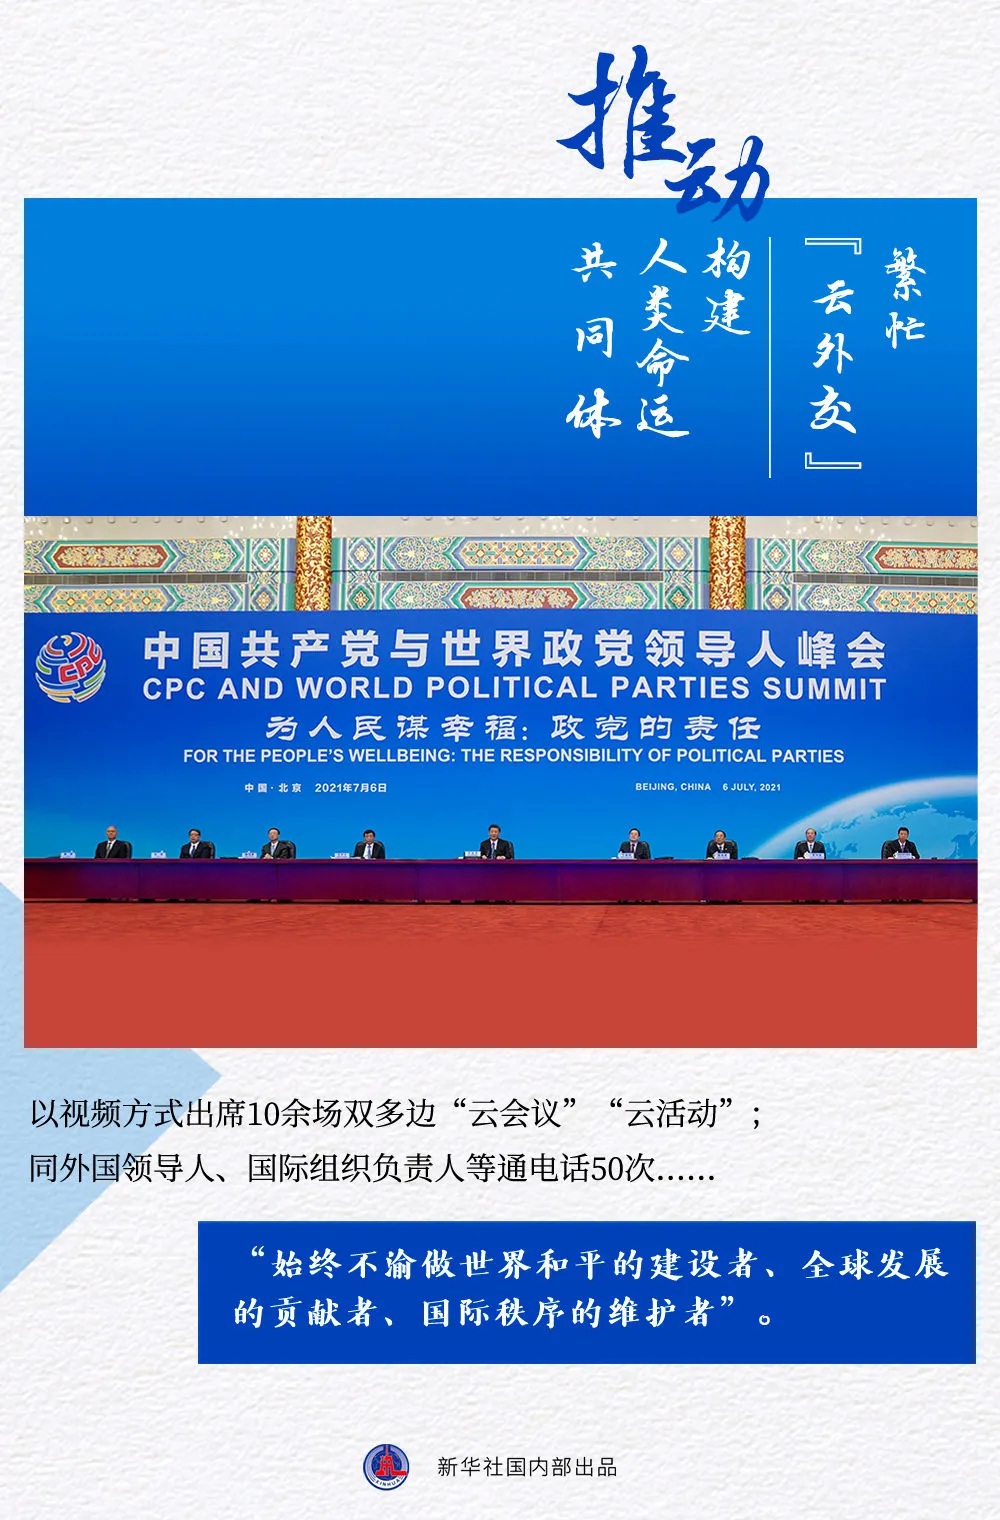 推动
繁忙
『云外交』
构建
人类命运
共同体
中国共产党与世界政党领导人峰会
CPC AND WORLD POLITICAL PARTIES SUMMIT
为人民谋幸福：政党的责任
FOR THE PEOPLE'S WELLBEING: THE RESPONSIBILITY OF POLITICAL PARTIES
中国·北京 2021年7月6日 BEIJING, CHINA 6 JULY, 2021
CPC
以视频方式出席10余场双多边“云会议”“云活动”；
同外国领导人、国际组织负责人等通电话50次……
“始终不渝做世界和平的建设者、全球发展
的贡献者、国际秩序的维护者”。
XINHUA
新华社国内部出品